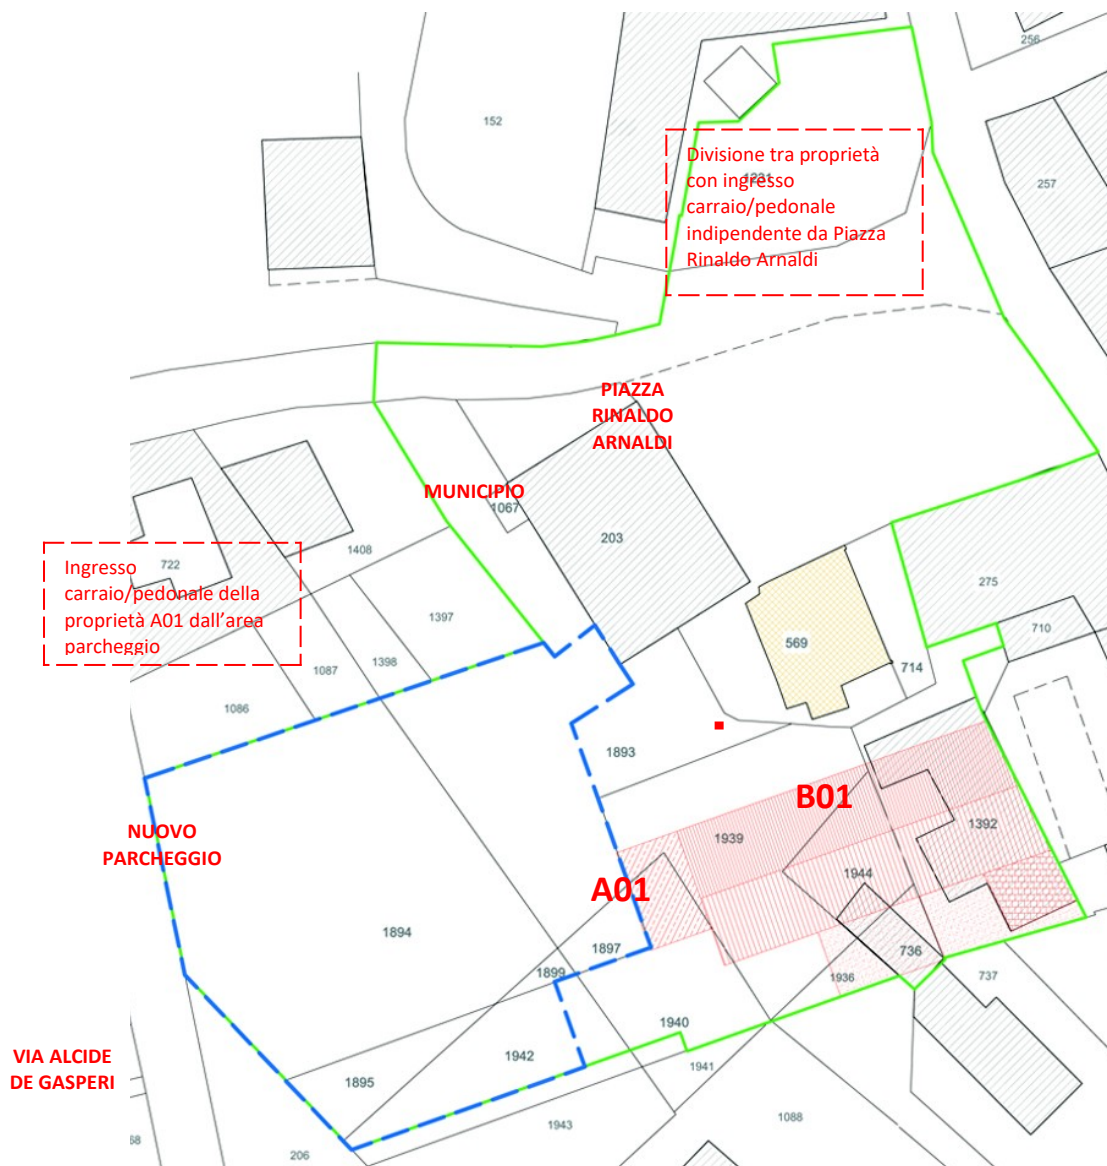 256
152
Divisione tra proprietà
con ingresso
1231
carraio/pedonale
indipendente da Piazza
Rinaldo Arnaldi
257
PIAZZA
RINALDO
ARNALDI
MUNICIPIO
1067
203
1408
722
Ingresso
carraio/pedonale della
proprietà A01 dall'area
parcheggio
275
1397
710
569
1398
1087
714
1086
1893
B01
NUOVO
PARCHEGGIO
1939
1392
1944
A01
1894
1897
736
1899
1936
737
1940
1942
VIA ALCIDE
DE GASPERI
1895
1941
1943
1088
68
206